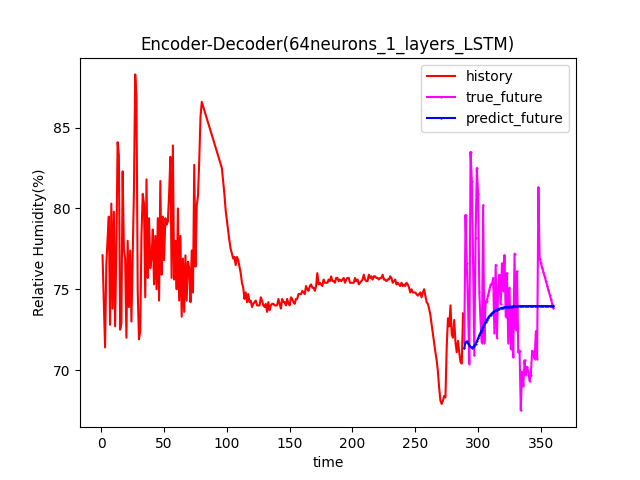 Encoder-Decoder(64neurons_1_layers_LSTM)
history
true_future
predict_future
Relative Humidity(%)
85
80
75
70
0 50 100 150 200 250 300 350
time